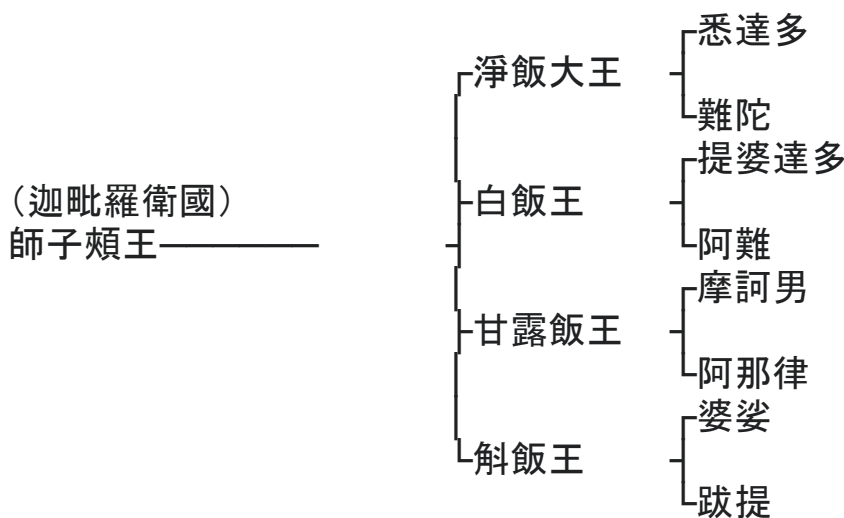 悉達多
淨飯大王
難陀
提婆達多
(迦毗羅衛國)
白飯王
師子頰王
阿難
摩訶男
甘露飯王
阿那律
婆娑
斛飯王
跋提